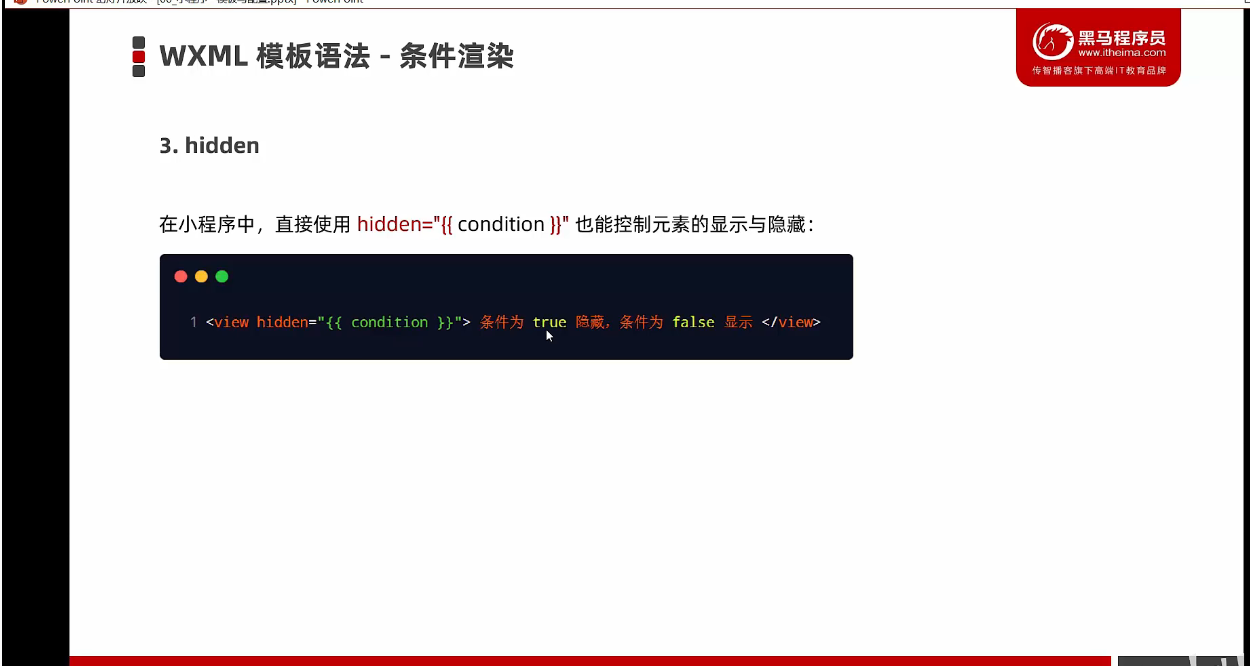 WXML 模板语法 - 条件渲染
黑马程序员
www.itheima.com
传智播客旗下高端IT教育品牌
3. hidden
在小程序中，直接使用 hidden="{{ condition }}" 也能控制元素的显示与隐藏：
1 <view hidden="{{ condition }}"> 条件为 true 隐藏，条件为 false 显示 </view>